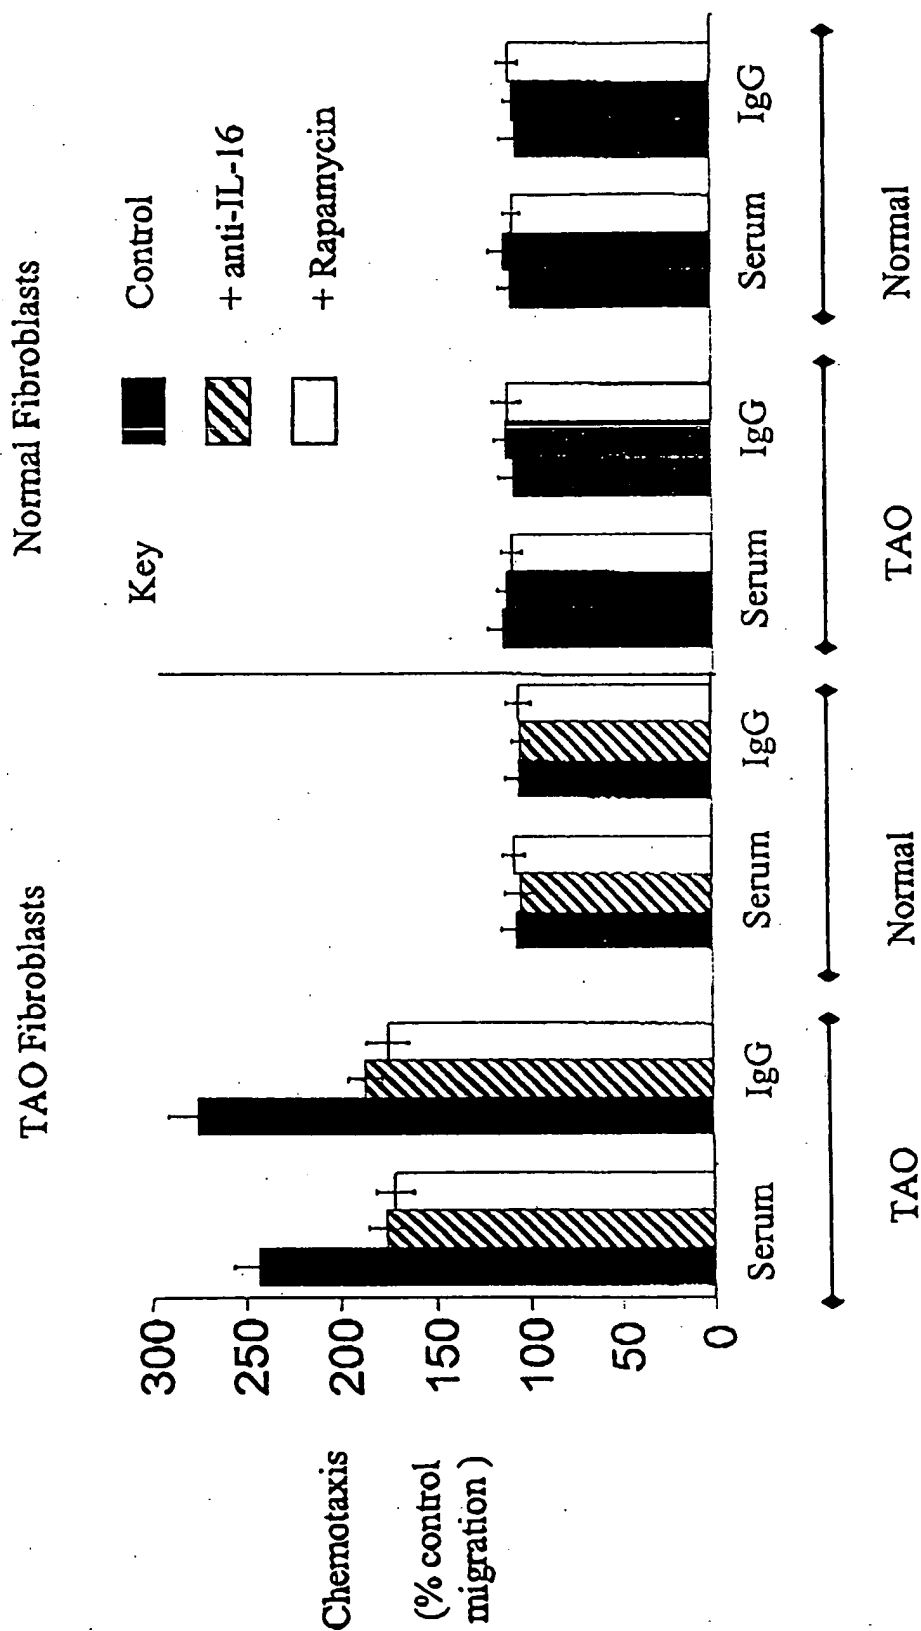 TAO Fibroblasts
Normal Fibroblasts
Key
Control
+ anti-IL-16
+ Rapamycin
Chemotaxis
(% control
migration )
300
250
200
150
100
50
0
Serum
IgG
Serum
IgG
Serum
IgG
Serum
IgG
TAO
Normal
TAO
Normal